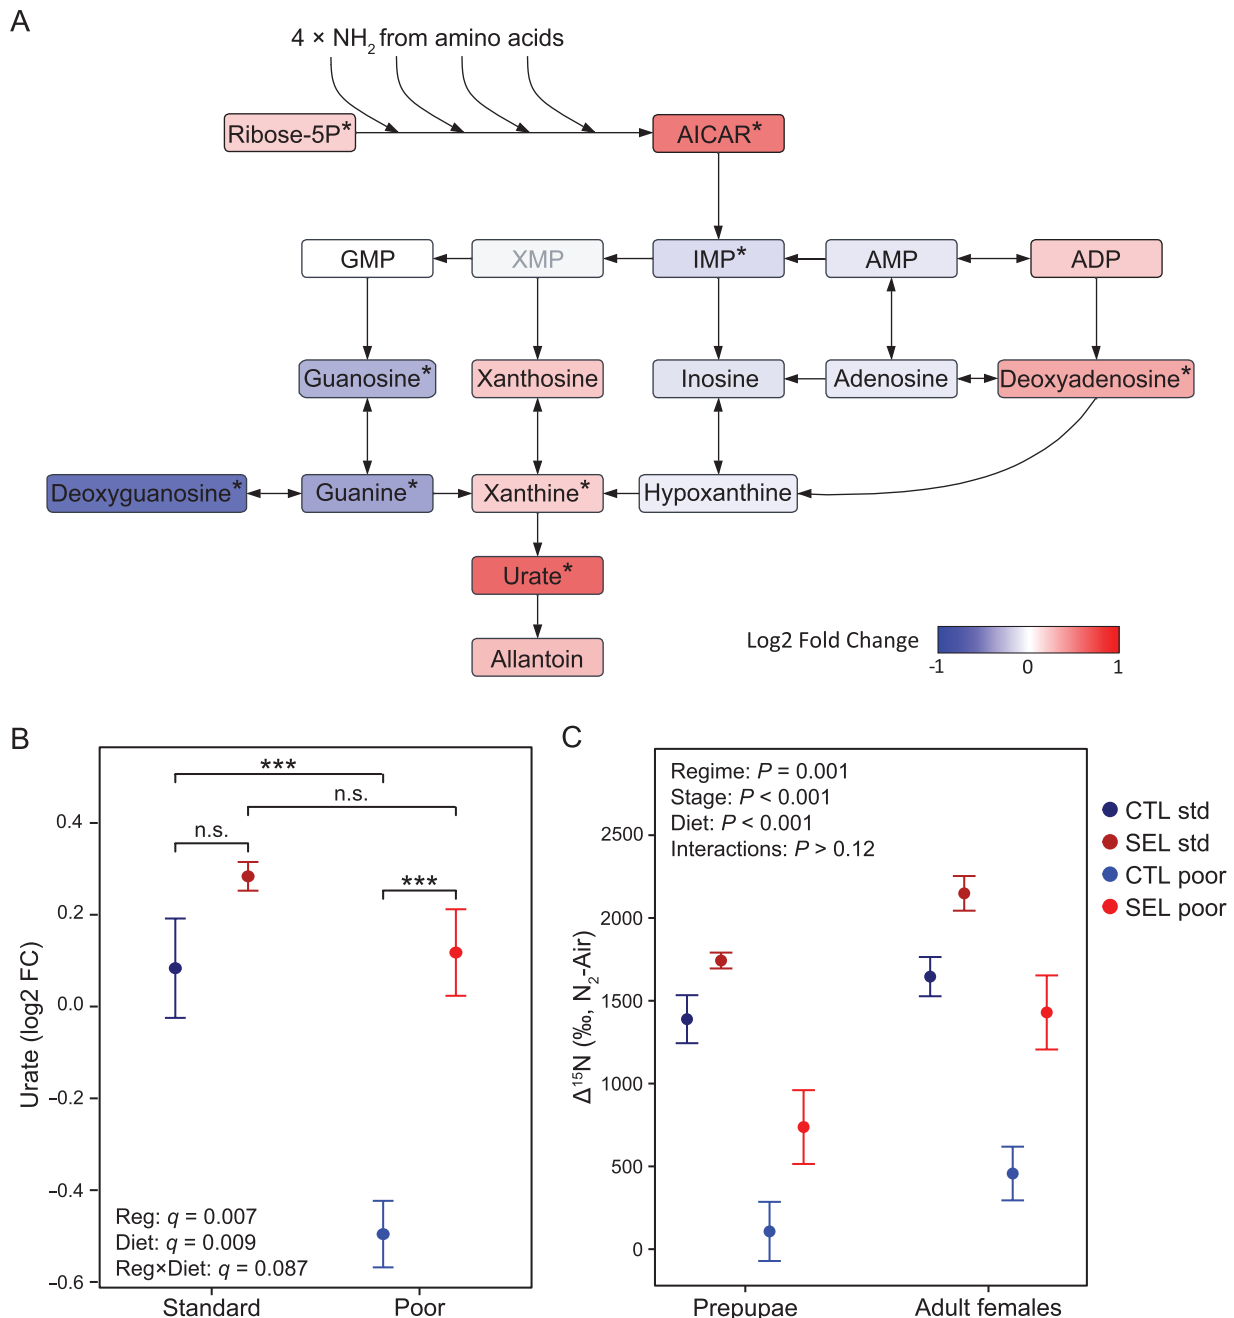 A
4 × NH2 from amino acids
Ribose-5P*
AICAR*
GMP
XMP
IMP*
AMP
ADP
Guanosine*
Xanthosine
Inosine
Adenosine
Deoxyadenosine*
Deoxyguanosine*
Guanine*
Xanthine*
Hypoxanthine
Urate*
Allantoin
Log2 Fold Change
-1
0
1
B
***
n.s.
n.s.
***
0.4
0.2
0.0
–0.2
–0.4
–0.6
Urate (log2 FC)
Reg: q = 0.007
Diet: q = 0.009
Reg×Diet: q = 0.087
Standard
Poor
C
Regime: P = 0.001
Stage: P < 0.001
Diet: P < 0.001
Interactions: P > 0.12
2500
2000
1500
1000
500
0
Δ15N (‰, N2-Air)
Prepupae
Adult females
CTL std
SEL std
CTL poor
SEL poor